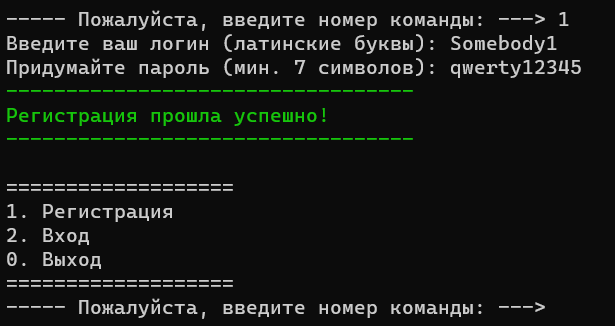 ----- Пожалуйста, введите номер команды: ---> 1
Введите ваш логин (латинские буквы): Somebody1
Придумайте пароль (мин. 7 символов): qwerty12345
----------------------------------
Регистрация прошла успешно!
----------------------------------
===================
1. Регистрация
2. Вход
0. Выход
===================
----- Пожалуйста, введите номер команды: --->